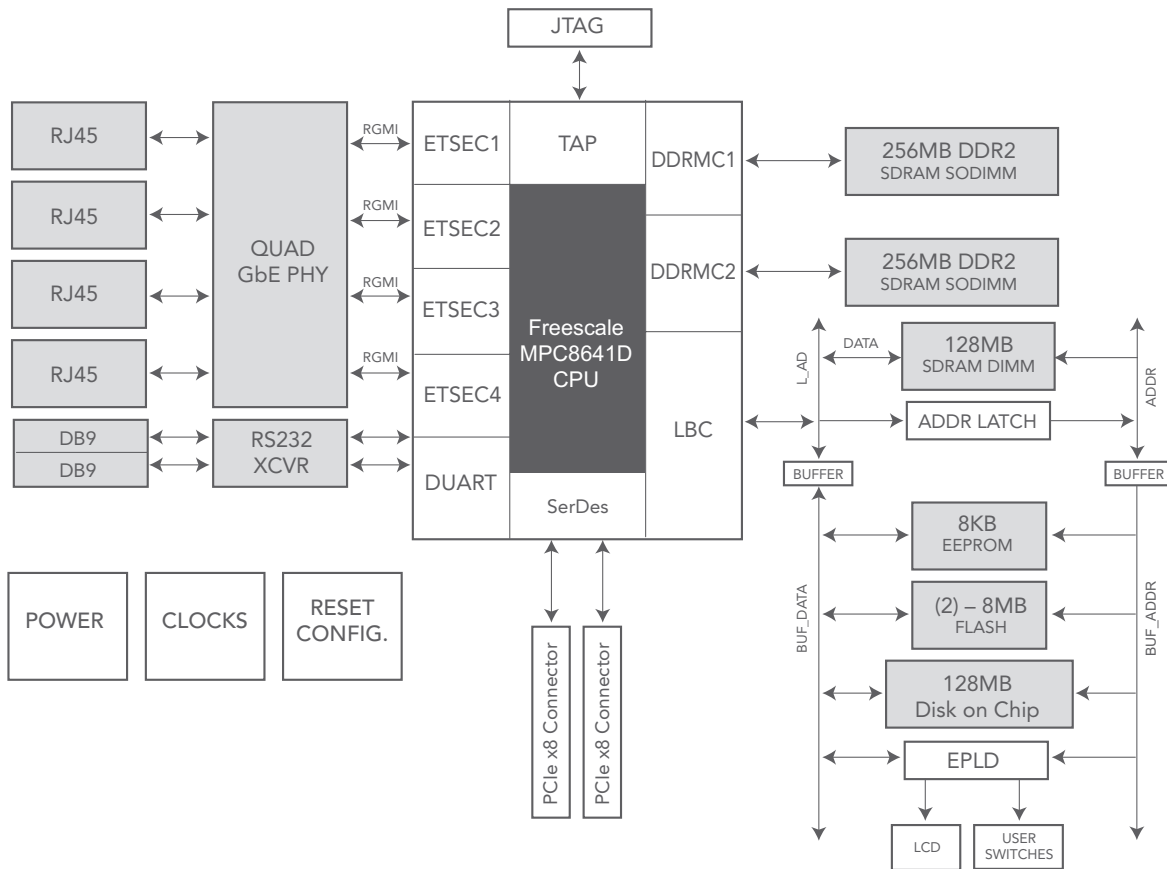 JTAG
RJ45
RJ45
RJ45
RJ45
DB9
DB9
QUAD
GbE PHY
RS232
XCVR
RGMI
RGMI
RGMI
RGMI
ETSEC1
ETSEC2
ETSEC3
ETSEC4
DUART
TAP
Freescale
MPC8641D
CPU
SerDes
DDRMC1
DDRMC2
LBC
256MB DDR2
SDRAM SODIMM
256MB DDR2
SDRAM SODIMM
L_AD
DATA
128MB
SDRAM DIMM
ADDR
ADDR LATCH
BUFFER
BUFFER
BUF_DATA
8KB
EEPROM
(2) – 8MB
FLASH
BUF_ADDR
128MB
Disk on Chip
EPLD
LCD
USER
SWITCHES
POWER
CLOCKS
RESET
CONFIG.
PCIe x8 Connector
PCIe x8 Connector